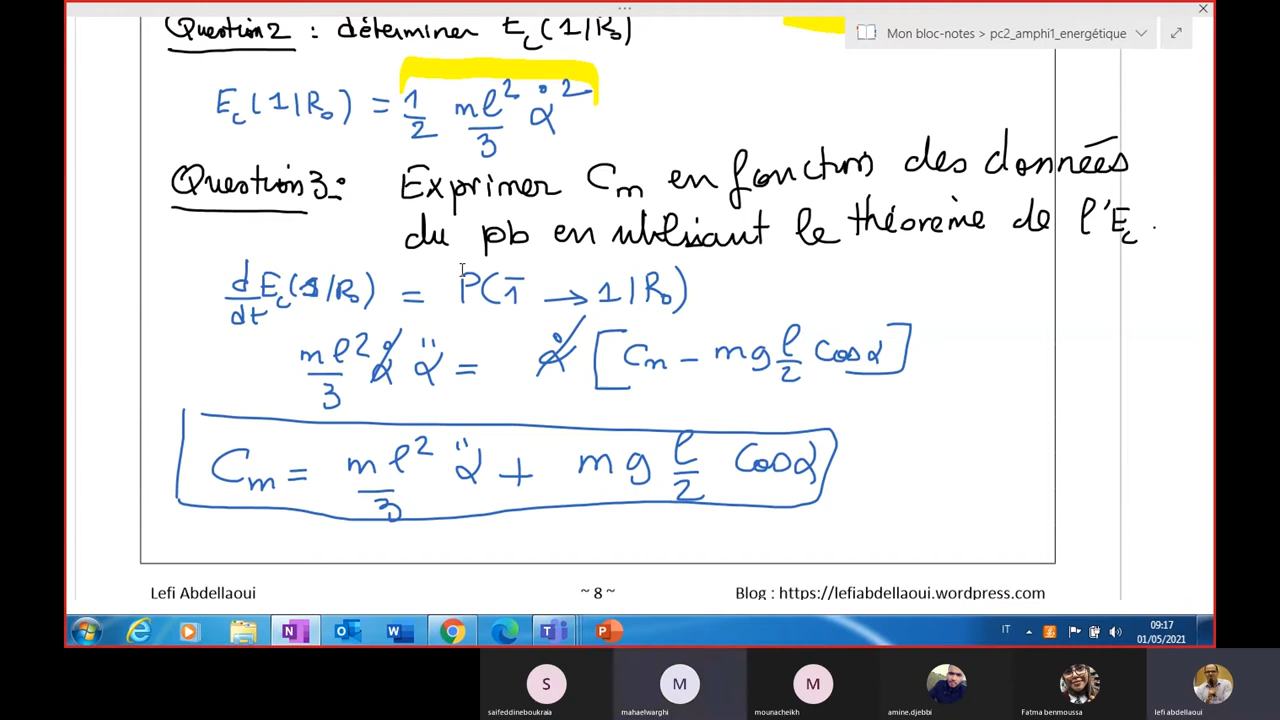 Question 2 : déterminer Ec(1/R₀)
Mon bloc-notes > pc2_amphi1_energétique
Ec(1/R₀) = 1/2 ml²/3 α̇²
Question 3: Exprimer Cm en fonction des données
du pb en utilisant le théorème de l'Ec.
d/dt Ec(1/R₀) = P(1̄ → 1/R₀)
ml²/3 α̇ α̈ = α̇ [Cm - mg l/2 cosα]
Cm = ml²/3 α̈ + mg l/2 cosα
Lefi Abdellaoui
~ 8 ~
Blog : https://lefiabdellaoui.wordpress.com
IT
09:17
01/05/2021
S
M
M
saifeddineboukraia
mahaelwarghi
mounacheikh
amine.djebbi
Fatma benmoussa
lefi abdellaoui